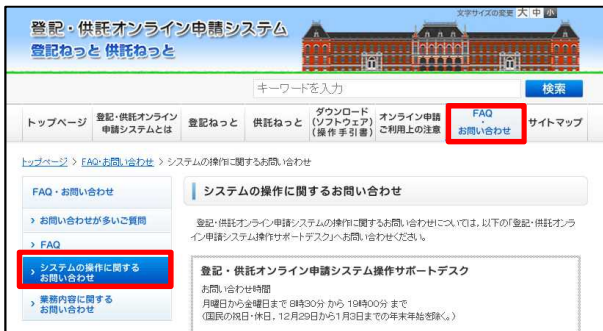 文字サイズの変更 大 中 小
登記・供託オンライン申請システム
登記ねっと 供託ねっと
キーワードを入力 検索
トップページ
登記・供託オンライン
申請システムとは
登記ねっと
供託ねっと
ダウンロード
(ソフトウェア)
(操作手引書)
オンライン申請
ご利用上の注意
FAQ
・
お問い合わせ
サイトマップ
トップページ > FAQ・お問い合わせ > システムの操作に関するお問い合わせ
FAQ・お問い合わせ
> お問い合わせが多いご質問
> FAQ
> システムの操作に関する
お問い合わせ
> 業務内容に関する
お問い合わせ
システムの操作に関するお問い合わせ
登記・供託オンライン申請システムの操作に関するお問い合わせについては、以下の「登記・供託オンラ
イン申請システム操作サポートデスク」へお問い合わせください。
登記・供託オンライン申請システム操作サポートデスク
お問い合わせ時間
月曜日から金曜日まで 8時30分 から 19時00分 まで
(国民の祝日・休日、12月29日から1月3日までの年末年始を除く。)